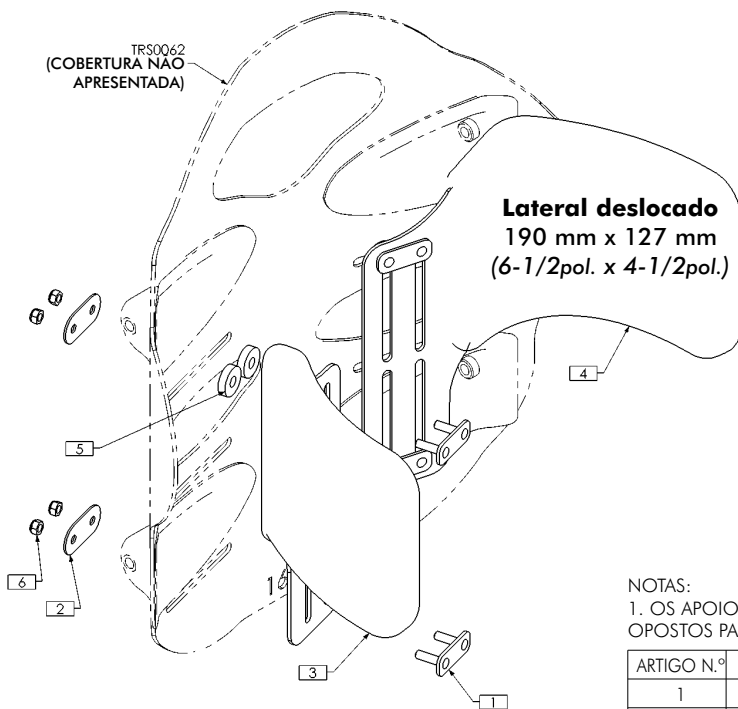 TRS0062
(COBERTURA NÃO
APRESENTADA)
Lateral deslocado
190 mm x 127 mm
(6-1/2pol. x 4-1/2pol.)
4
5
6
2
3
1
NOTAS:
1. OS APOIO
OPOSTOS PA
ARTIGO N.º
1